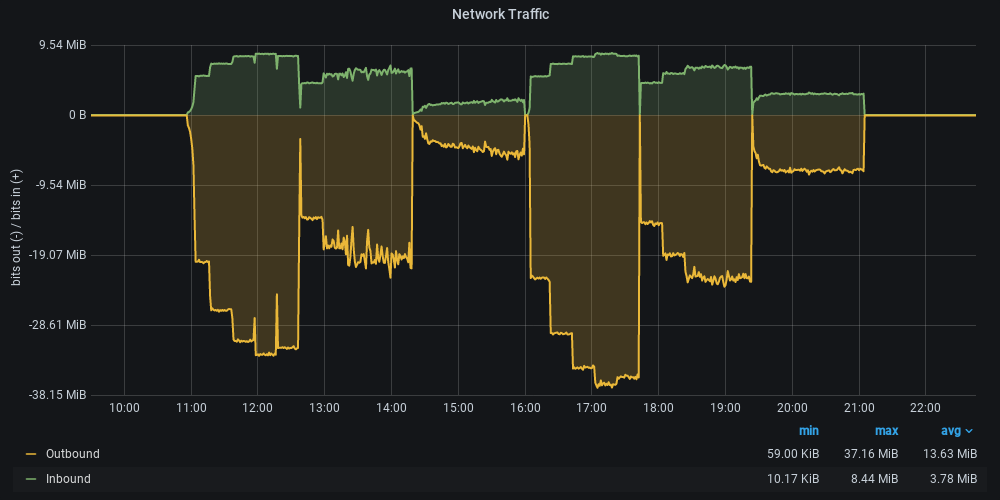 Network Traffic
bits out (-) / bits in (+)
9.54 MiB
0 B
-9.54 MiB
-19.07 MiB
-28.61 MiB
-38.15 MiB
10:00 11:00 12:00 13:00 14:00 15:00 16:00 17:00 18:00 19:00 20:00 21:00 22:00
min max avg
Outbound 59.00 KiB 37.16 MiB 13.63 MiB
Inbound 10.17 KiB 8.44 MiB 3.78 MiB